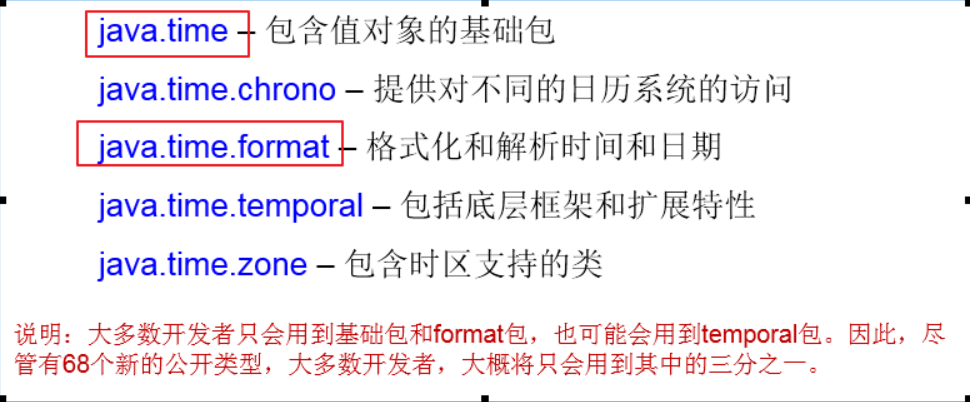 java.time – 包含值对象的基础包
java.time.chrono – 提供对不同的日历系统的访问
java.time.format – 格式化和解析时间和日期
java.time.temporal – 包括底层框架和扩展特性
java.time.zone – 包含时区支持的类
说明：大多数开发者只会用到基础包和format包，也可能会用到temporal包。因此，尽
管有68个新的公开类型，大多数开发者，大概将只会用到其中的三分之一。